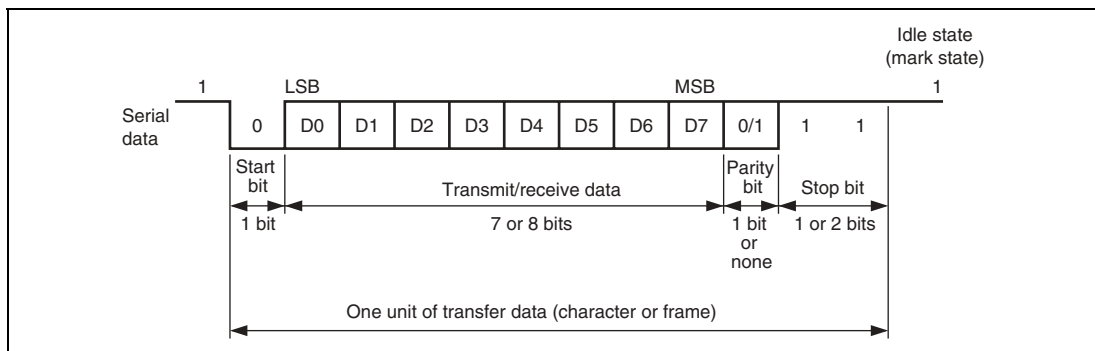 Idle state
(mark state)
1 LSB MSB 1
Serial
data
0 D0 D1 D2 D3 D4 D5 D6 D7 0/1 1 1
Start
bit
Transmit/receive data
Parity
bit
Stop bit
1 bit
7 or 8 bits
1 bit
or
none
1 or 2 bits
One unit of transfer data (character or frame)